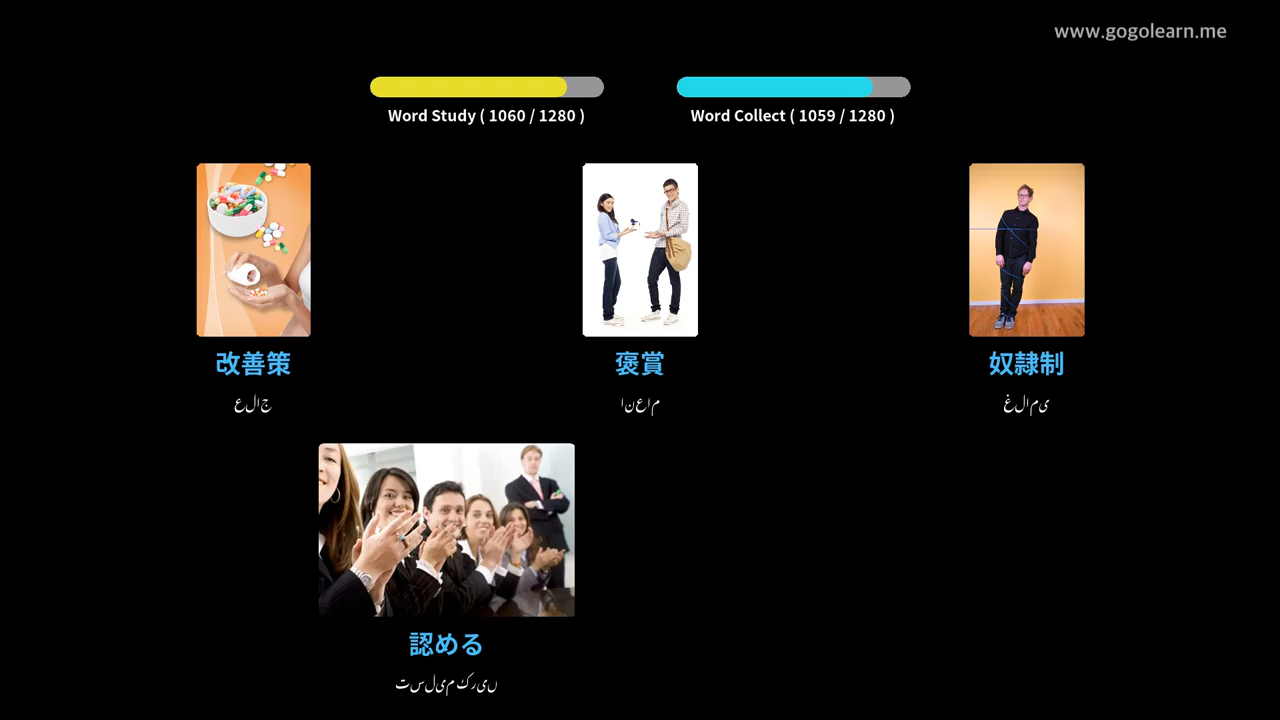 www.gogolearn.me
Word Study ( 1060 / 1280 )
Word Collect ( 1059 / 1280 )
改善策
علاج
褒賞
انعام
奴隷制
غلامی
認める
تسلیم کریں